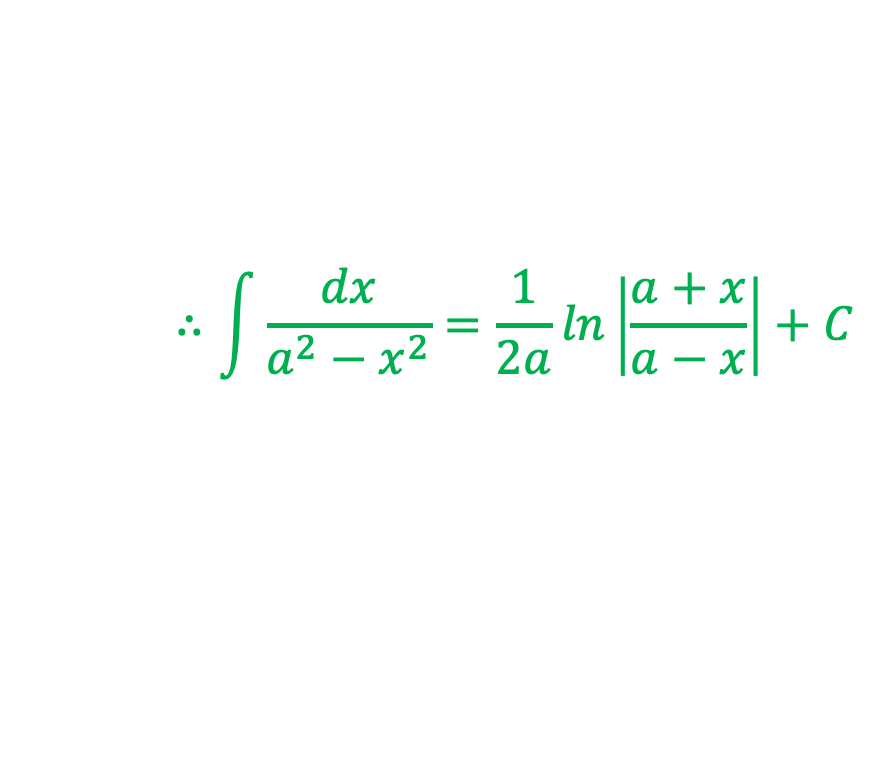 ∴ ∫ dx / (a² − x²) = 1 / 2a ln |(a + x) / (a − x)| + C